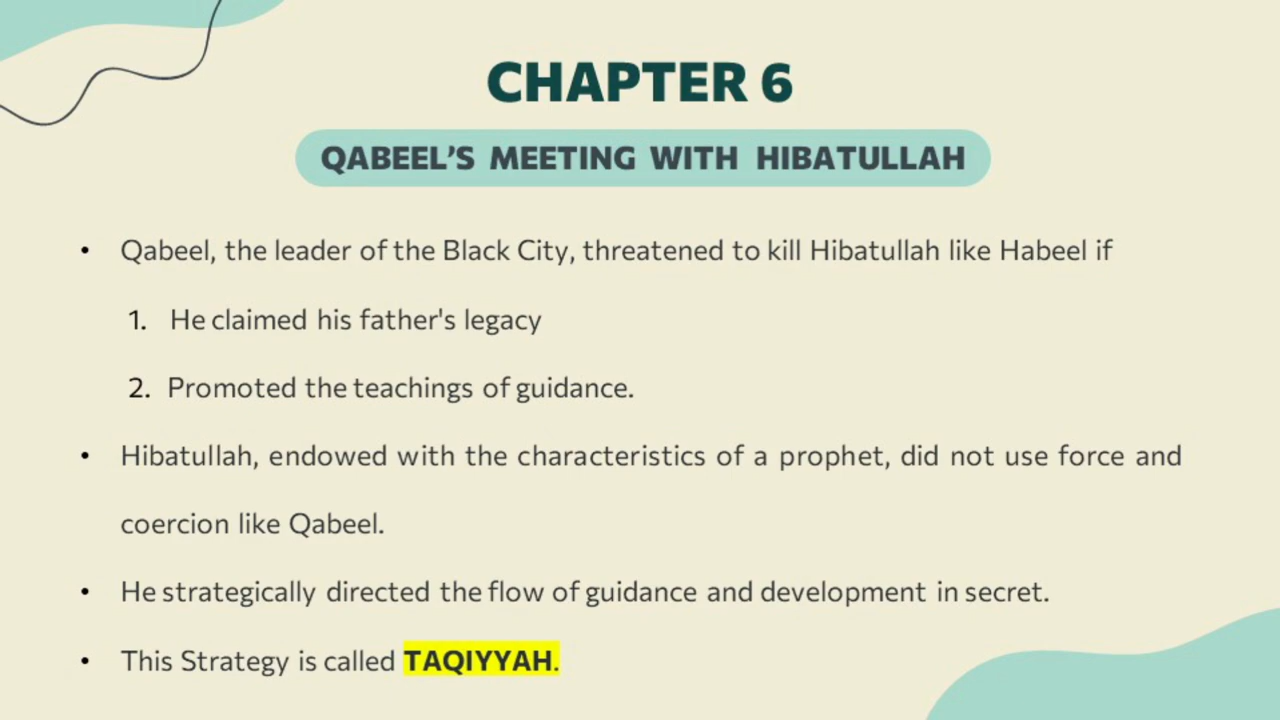 CHAPTER 6
QABEEL’S MEETING WITH HIBATULLAH
• Qabeel, the leader of the Black City, threatened to kill Hibatullah like Habeel if
1. He claimed his father's legacy
2. Promoted the teachings of guidance.
• Hibatullah, endowed with the characteristics of a prophet, did not use force and
coercion like Qabeel.
• He strategically directed the flow of guidance and development in secret.
• This Strategy is called TAQIYYAH.